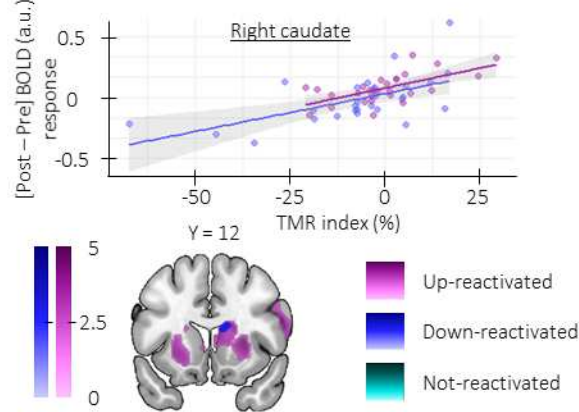 Right caudate
[Post – Pre] BOLD (a.u.)
response
0.5
0
-0.5
-50
-25
0
25
TMR index (%)
Y = 12
5
2.5
0
Up-reactivated
Down-reactivated
Not-reactivated